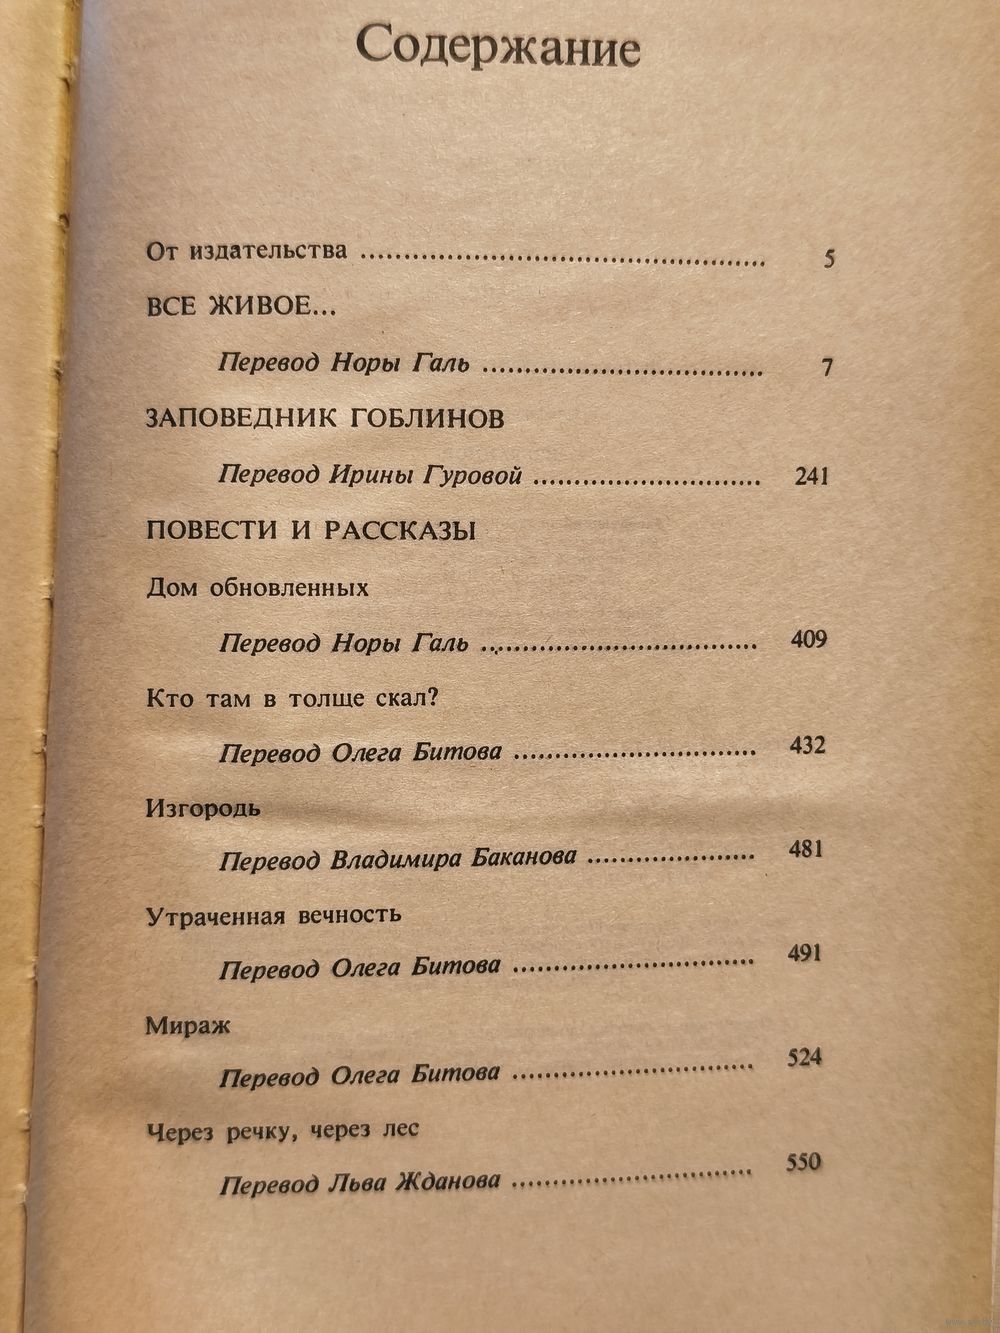 Содержание
От издательства ................................................ 5
ВСЕ ЖИВОЕ...
Перевод Норы Галь ................................. 7
ЗАПОВЕДНИК ГОБЛИНОВ
Перевод Ирины Гуровой ........................... 241
ПОВЕСТИ И РАССКАЗЫ
Дом обновленных
Перевод Норы Галь ................................. 409
Кто там в толще скал?
Перевод Олега Битова ............................. 432
Изгородь
Перевод Владимира Баканова .................... 481
Утраченная вечность
Перевод Олега Битова ............................. 491
Мираж
Перевод Олега Битова ............................. 524
Через речку, через лес
Перевод Льва Жданова ............................. 550